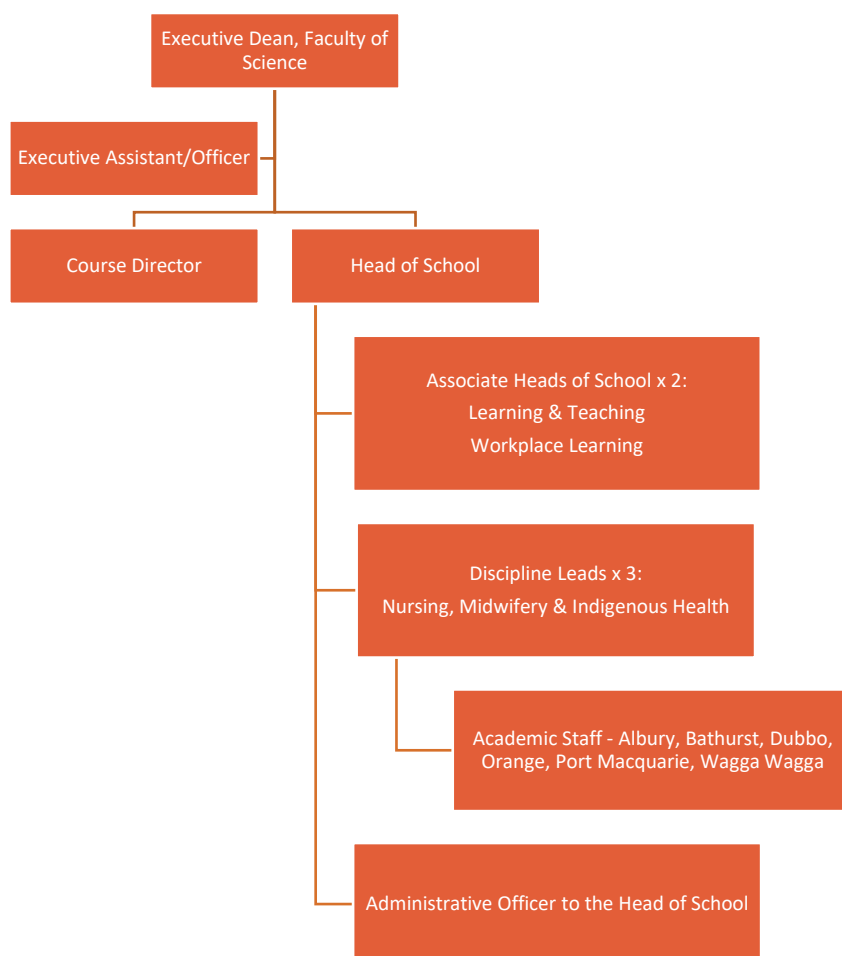 Executive Dean, Faculty of
Science
Executive Assistant/Officer
Course Director
Head of School
Associate Heads of School x 2:
Learning & Teaching
Workplace Learning
Discipline Leads x 3:
Nursing, Midwifery & Indigenous Health
Academic Staff - Albury, Bathurst, Dubbo,
Orange, Port Macquarie, Wagga Wagga
Administrative Officer to the Head of School